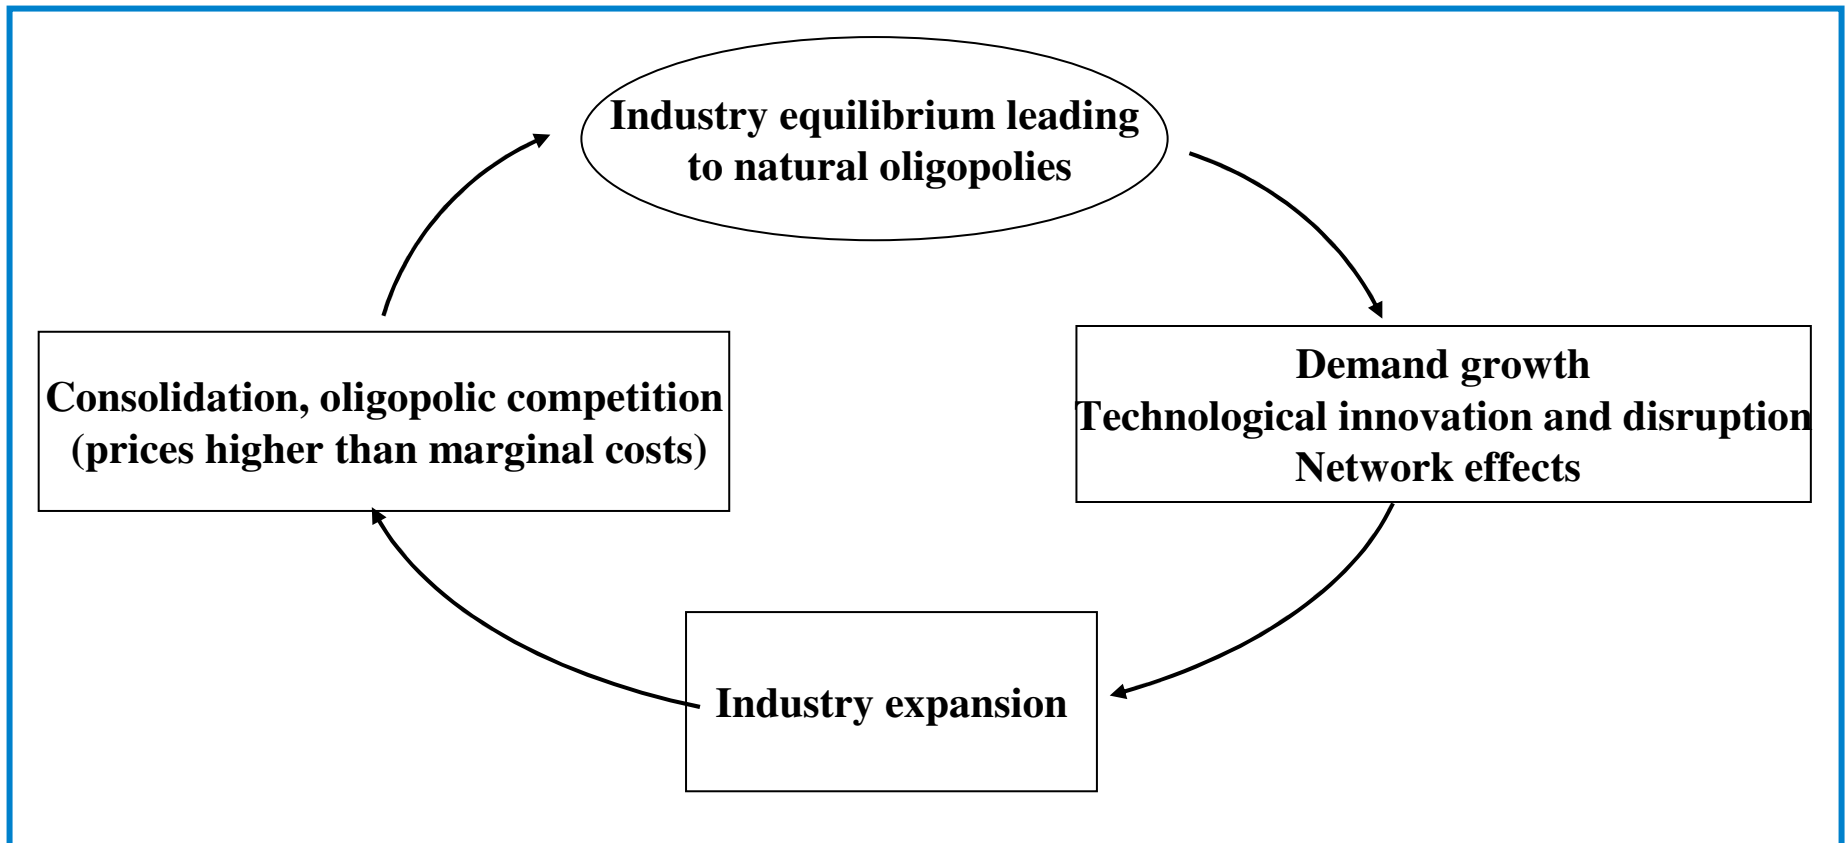 Industry equilibrium leading
to natural oligopolies
Demand growth
Technological innovation and disruption
Network effects
Consolidation, oligopolic competition
(prices higher than marginal costs)
Industry expansion